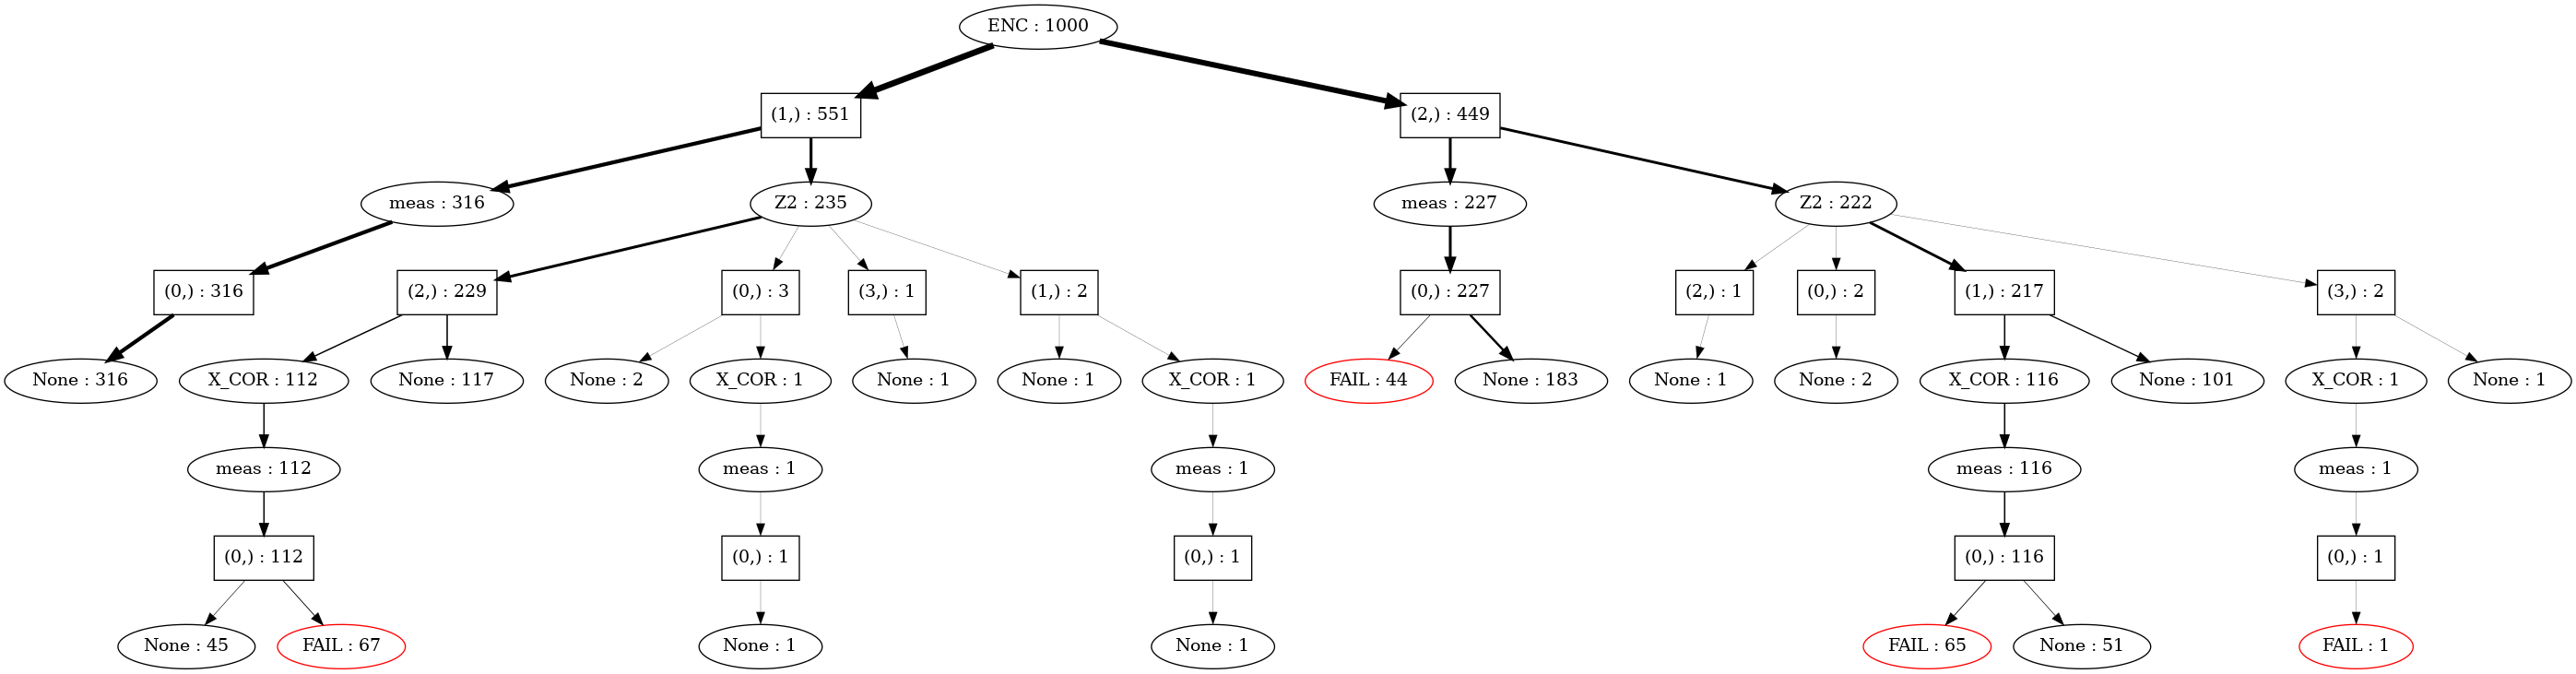 ENC : 1000
(1,) : 551
(2,) : 449
meas : 316
Z2 : 235
meas : 227
Z2 : 222
(0,) : 316
(2,) : 229
(0,) : 3
(3,) : 1
(1,) : 2
(0,) : 227
(2,) : 1
(0,) : 2
(1,) : 217
(3,) : 2
None : 316
X_COR : 112
None : 117
None : 2
X_COR : 1
None : 1
None : 1
X_COR : 1
FAIL : 44
None : 183
None : 1
None : 2
X_COR : 116
None : 101
X_COR : 1
None : 1
meas : 112
meas : 1
meas : 1
meas : 116
meas : 1
(0,) : 112
(0,) : 1
(0,) : 1
(0,) : 116
(0,) : 1
None : 45
FAIL : 67
None : 1
None : 1
FAIL : 65
None : 51
FAIL : 1